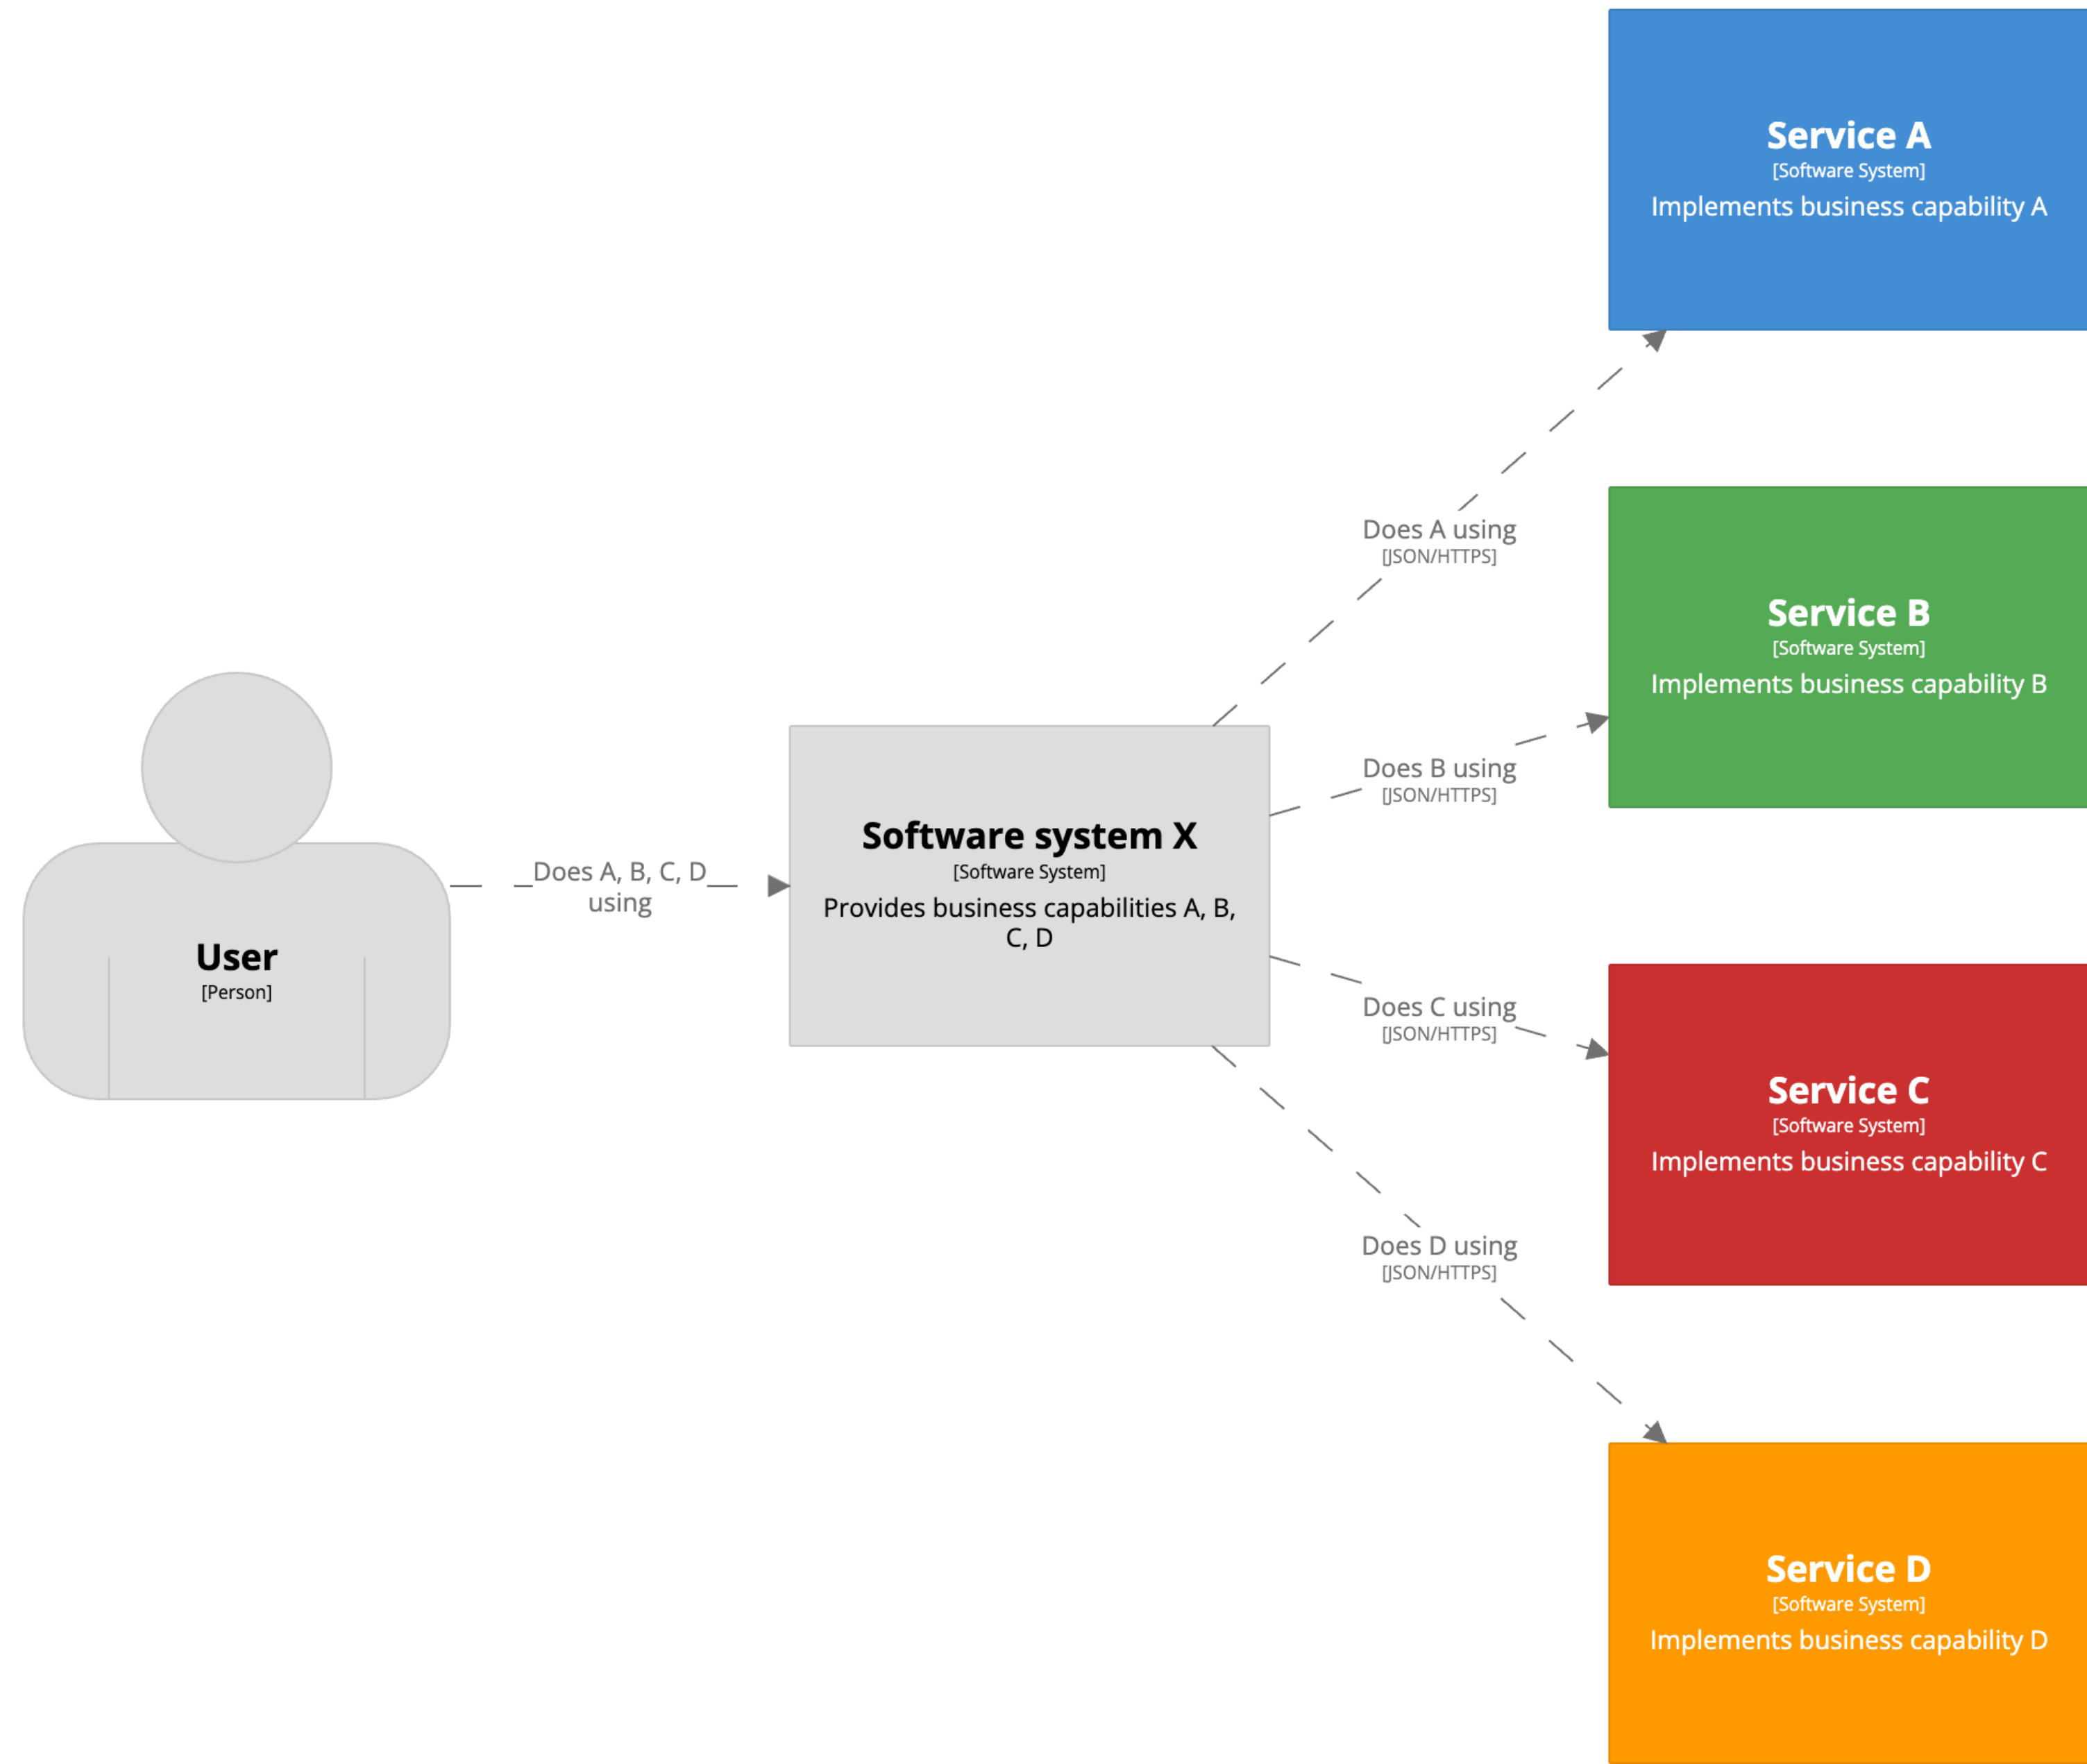 Service A
[Software System]
Implements business capability A
Does A using
[JSON/HTTPS]
Service B
[Software System]
Implements business capability B
Does B using
[JSON/HTTPS]
Software system X
[Software System]
Provides business capabilities A, B,
C, D
Does A, B, C, D
using
User
[Person]
Does C using
[JSON/HTTPS]
Service C
[Software System]
Implements business capability C
Does D using
[JSON/HTTPS]
Service D
[Software System]
Implements business capability D